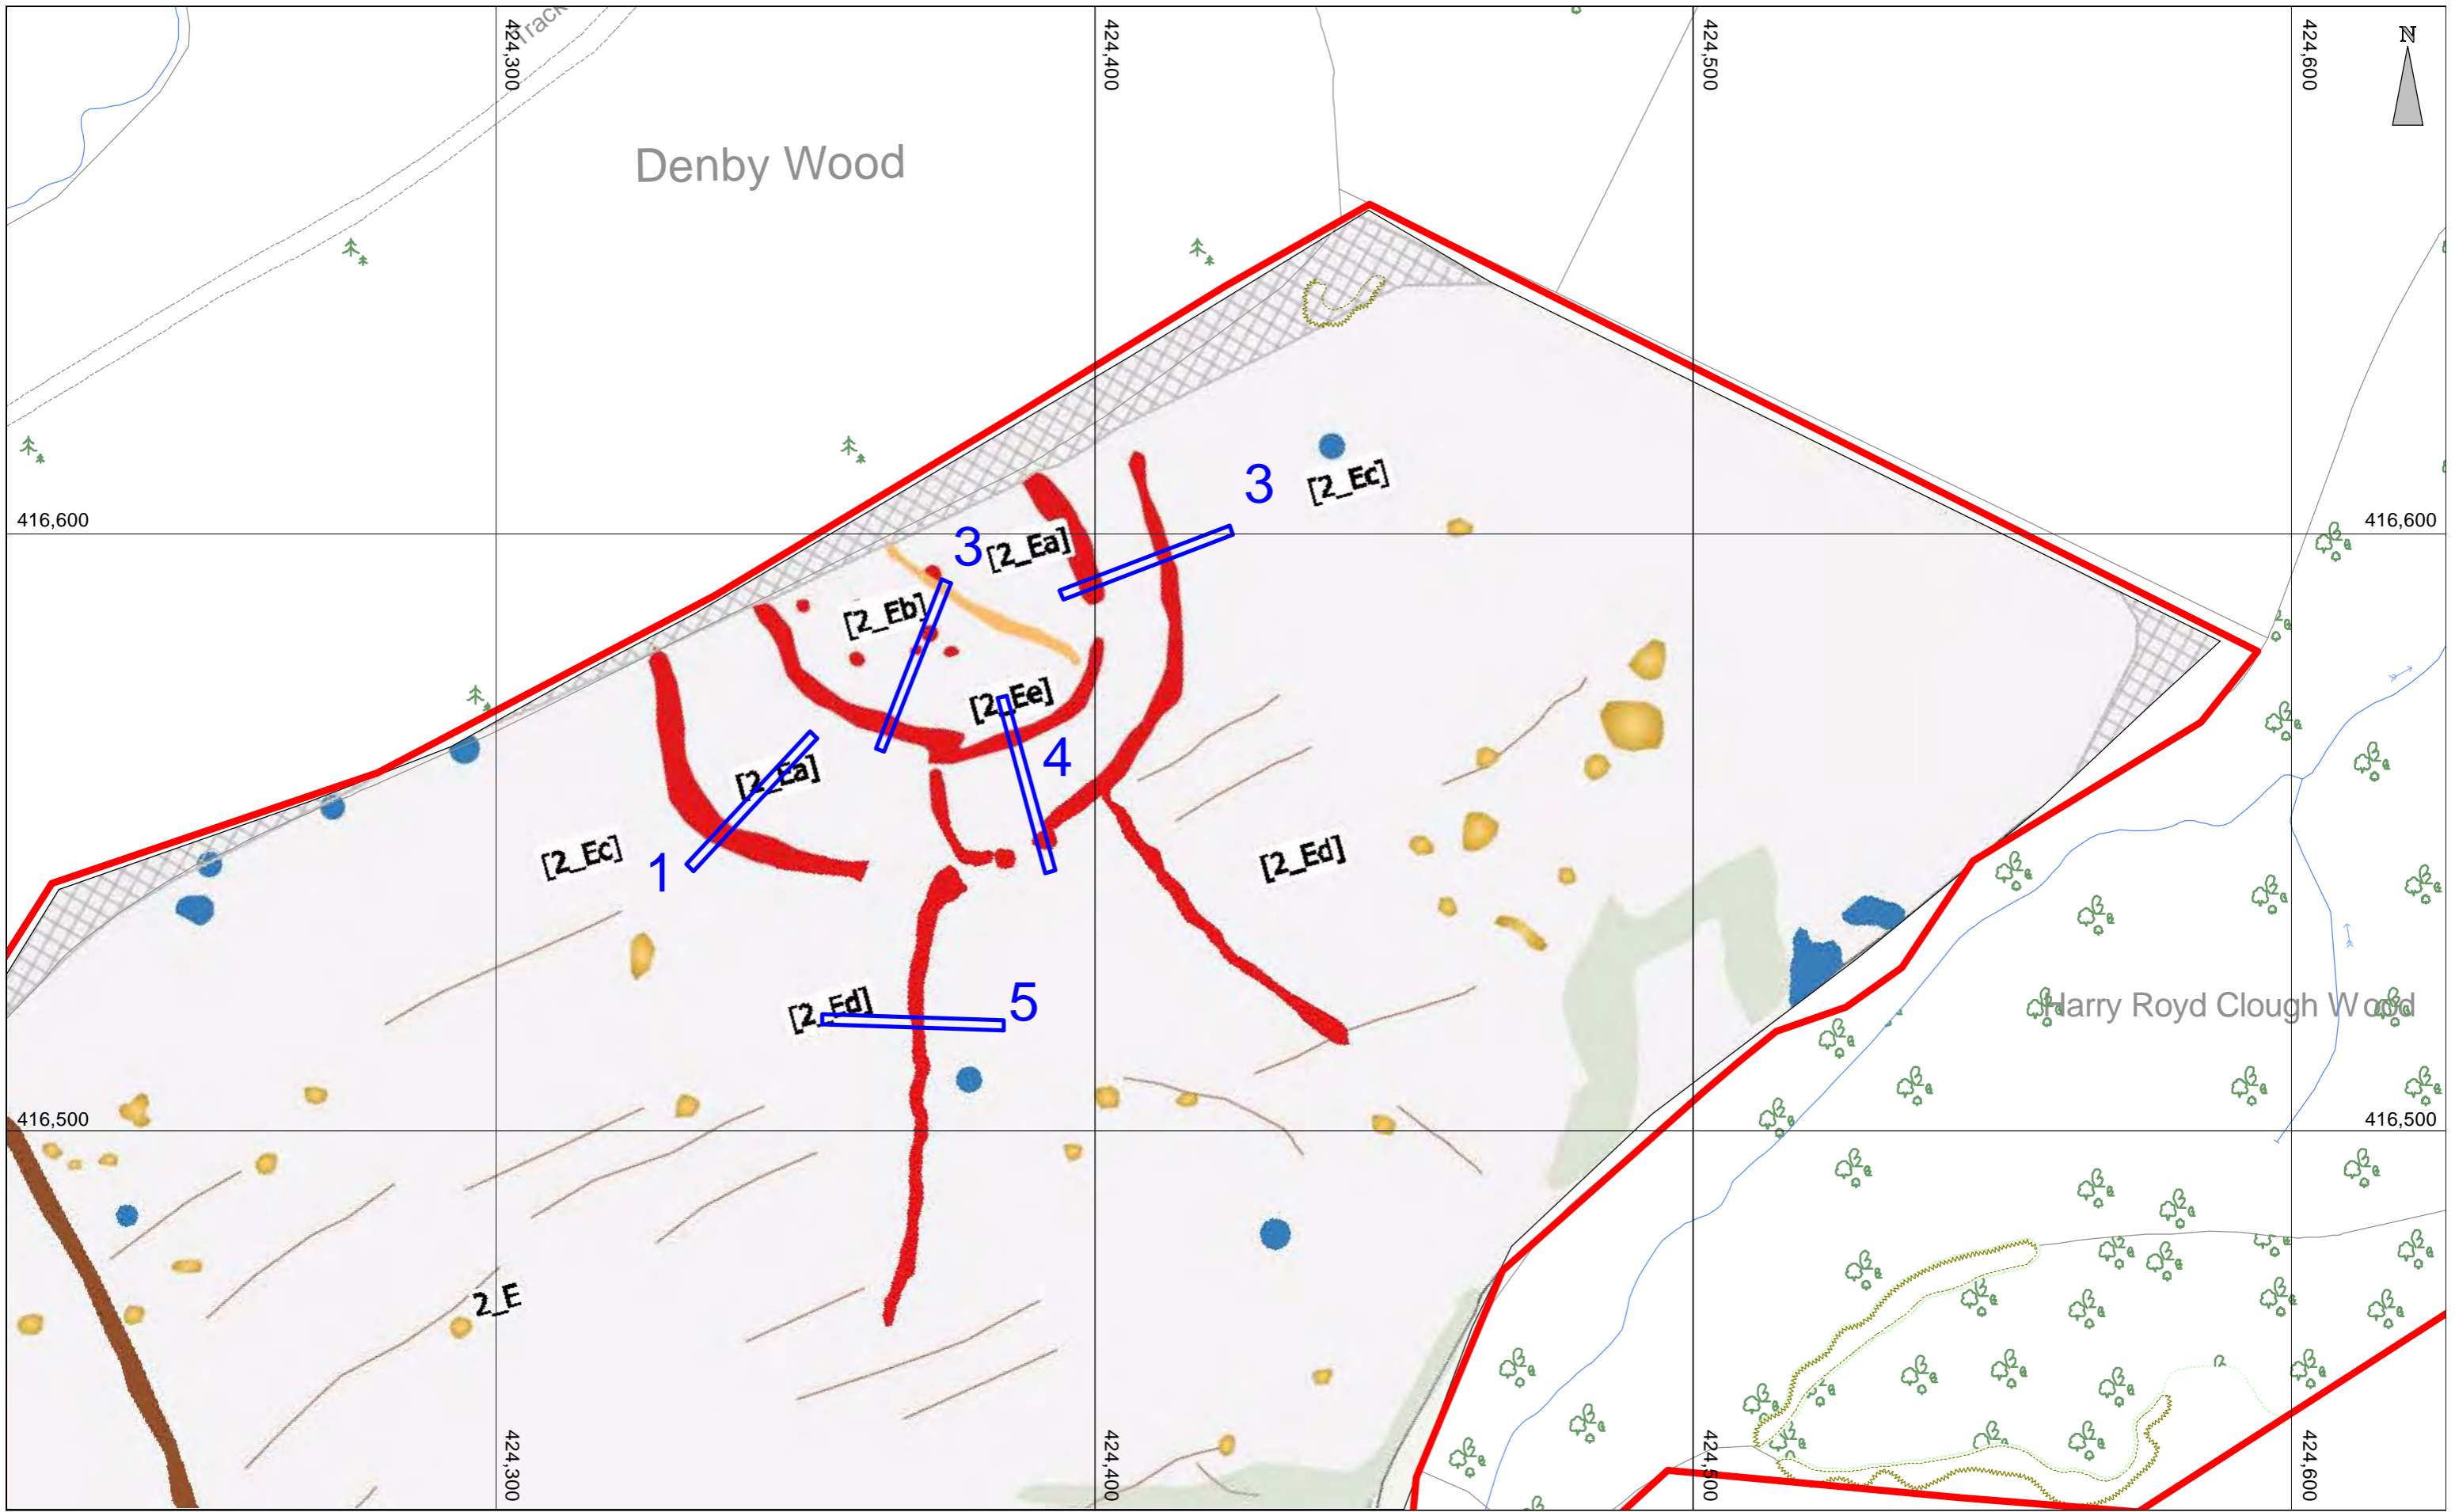 Track
424,300
424,400
424,500
424,600
N
Denby Wood
3
[2_Ec]
416,600
416,600
3
[2_Ea]
[2_Eb]
[2_Ee]
4
[2_Ea]
[2_Ec]
1
[2_Ed]
[2_Ed]
5
Harry Royd Clough Wood
416,500
416,500
2_E
424,300
424,400
424,500
424,600